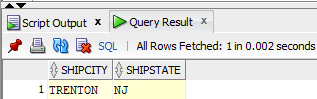 Script Output Query Result
SQL All Rows Fetched: 1 in 0.002 seconds
SHIPCITY SHIPSTATE
1 TRENTON NJ